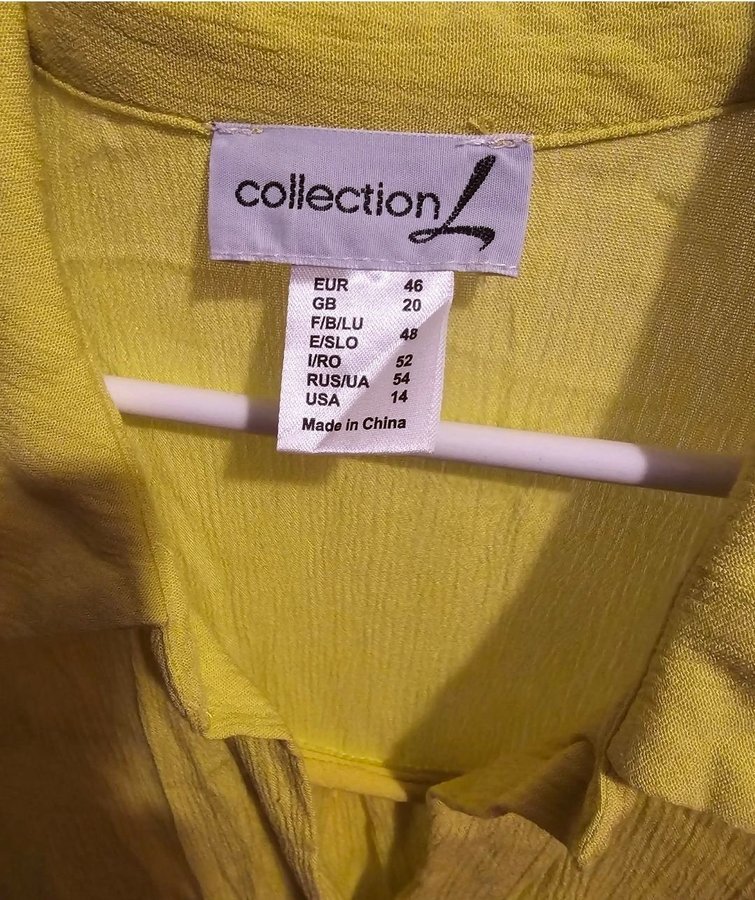 collection L
EUR 46
GB 20
F/B/LU
E/SLO 48
I/RO 52
RUS/UA 54
USA 14
Made in China